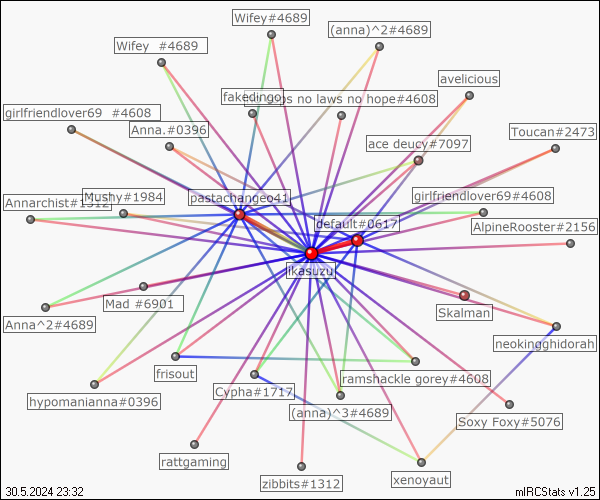 Wifey#4689
(anna)^2#4689
Wifey #4689
avelicious
fakedingo
no laws no hope#4608
girlfriendlover69 #4608
Anna.#0396
Toucan#2473
ace deucy#7097
Mushy#1984
pastachangeo41
girlfriendlover69#4608
Annarchist#1312
default#0617
AlpineRooster#2156
ikasuzu
Mad #6901
Skalman
Anna^2#4689
neokingghidorah
frisout
ramshackle gorey#4608
Cypha#1717
hypomanianna#0396
(anna)^3#4689
Soxy Foxy#5076
rattgaming
zibbits#1312
xenoyaut
30.5.2024 23:32
mIRCStats v1.25